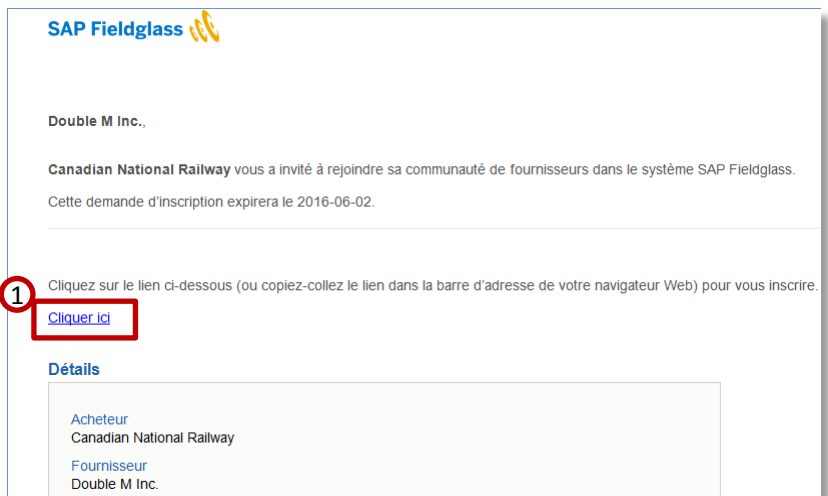 SAP Fieldglass
Double M Inc.,
Canadian National Railway vous a invité à rejoindre sa communauté de fournisseurs dans le système SAP Fieldglass.
Cette demande d'inscription expirera le 2016-06-02.
Cliquez sur le lien ci-dessous (ou copiez-collez le lien dans la barre d'adresse de votre navigateur Web) pour vous inscrire.
1
Cliquer ici
Détails
Acheteur
Canadian National Railway
Fournisseur
Double M Inc.